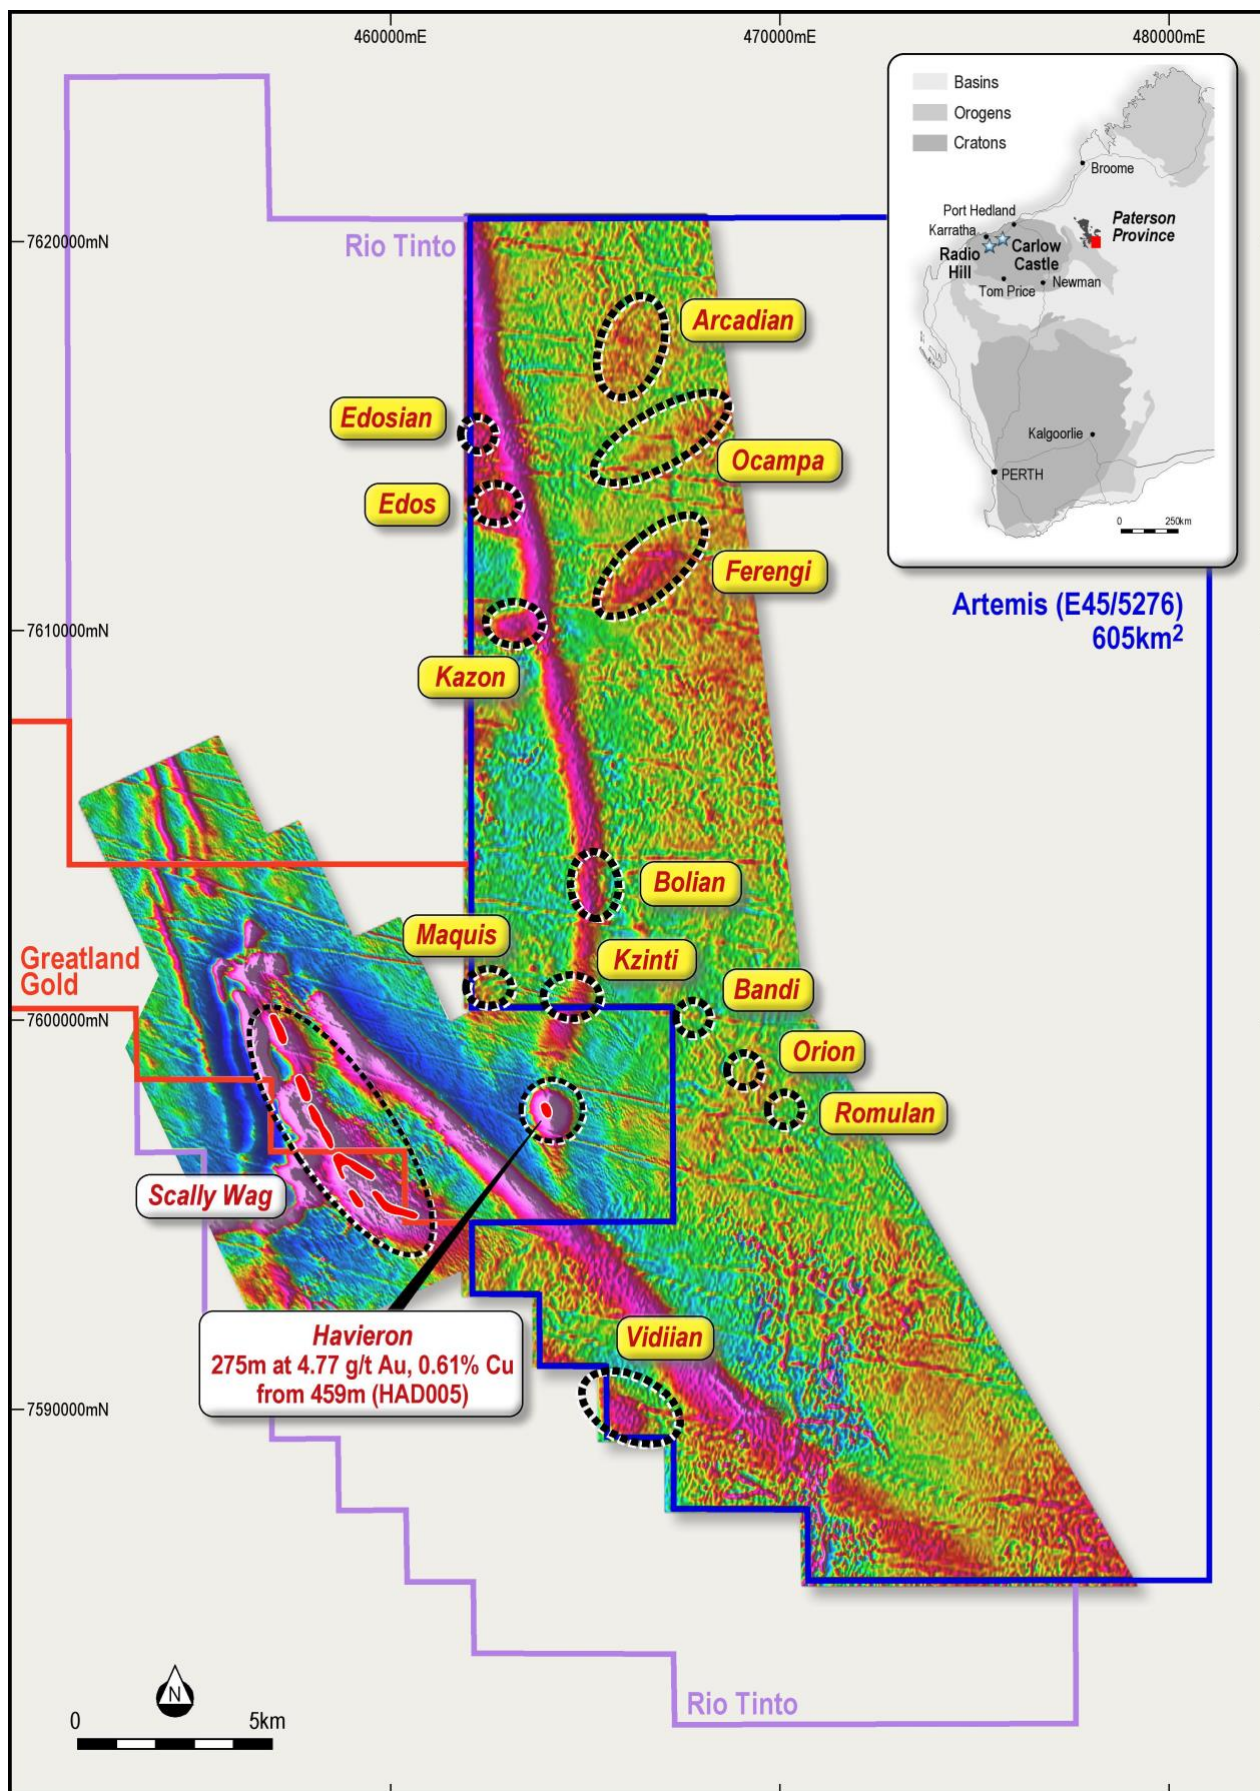 460000mE
470000mE
480000mE
Basins
Orogens
Cratons
Broome
Port Hedland
Karratha
Paterson
Province
Radio
Hill
Carlow
Castle
Tom Price
Newman
Kalgoorlie
PERTH
0
250km
7620000mN
Rio Tinto
Arcadian
Edosian
Ocampa
Edos
Ferengi
Artemis (E45/5276)
605km²
7610000mN
Kazon
Bolian
Maquis
Greatland
Gold
Kzinti
Bandi
7600000mN
Orion
Romulan
Scally Wag
Havieron
275m at 4.77 g/t Au, 0.61% Cu
from 459m (HAD005)
Vidiian
7590000mN
N
0
5km
Rio Tinto